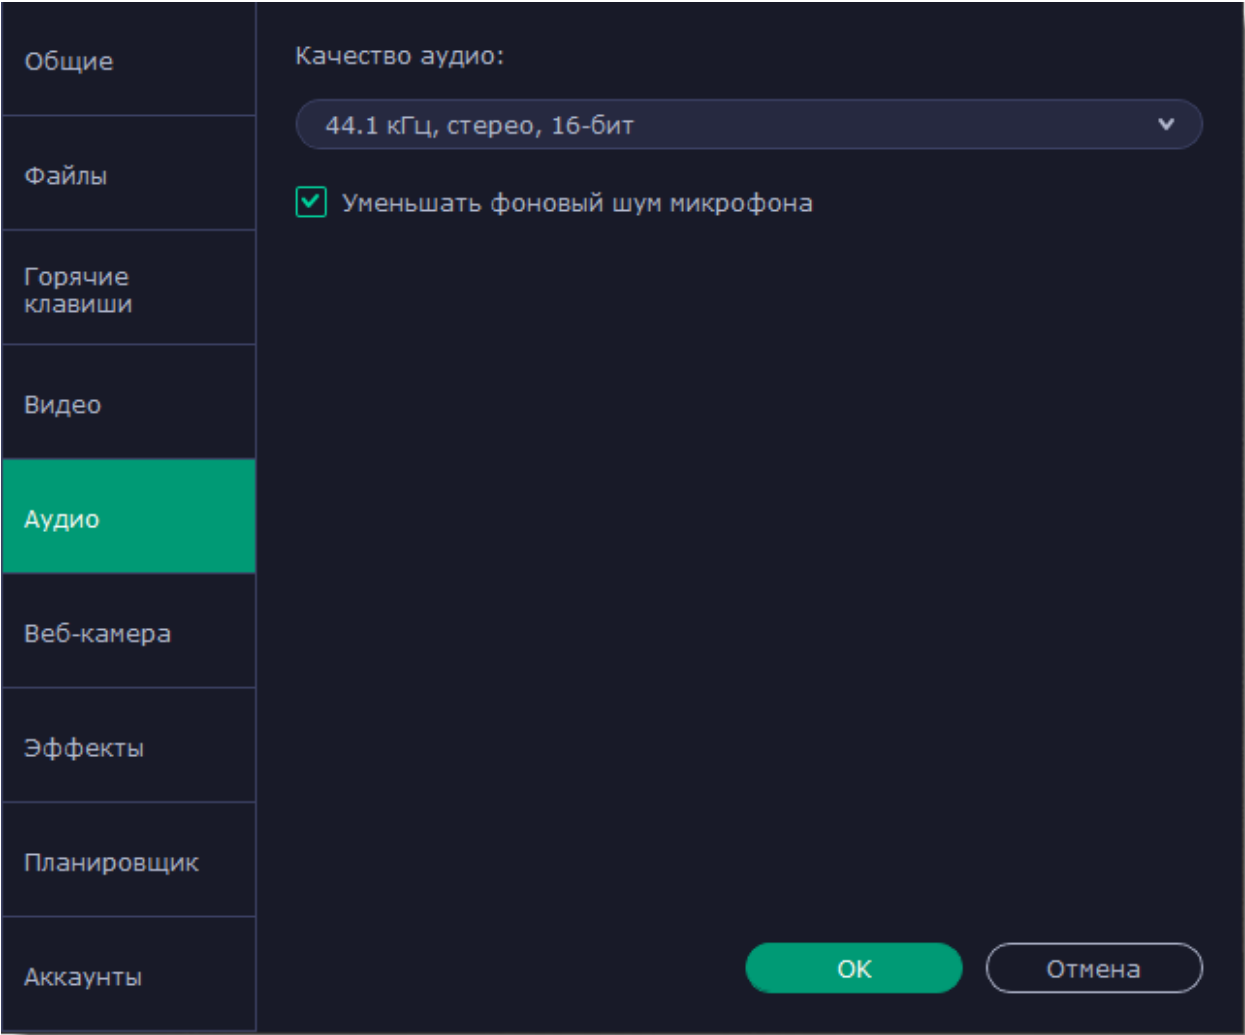 Общие
Файлы
Горячие
клавиши
Видео
Аудио
Веб-камера
Эффекты
Планировщик
Аккаунты
Качество аудио:
44.1 кГц, стерео, 16-бит
Уменьшать фоновый шум микрофона
OK
Отмена